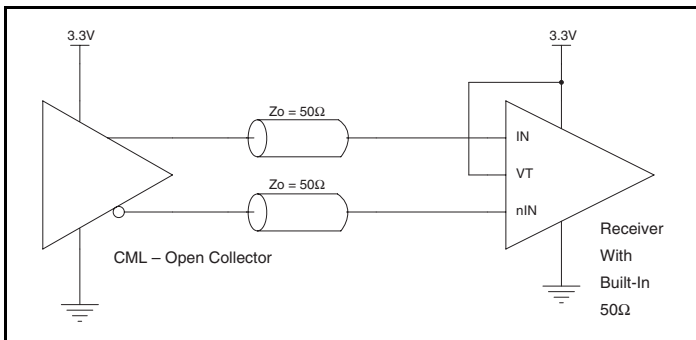 3.3V
3.3V
Zo = 50Ω
IN
VT
Zo = 50Ω
nIN
CML – Open Collector
Receiver
With
Built-In
50Ω